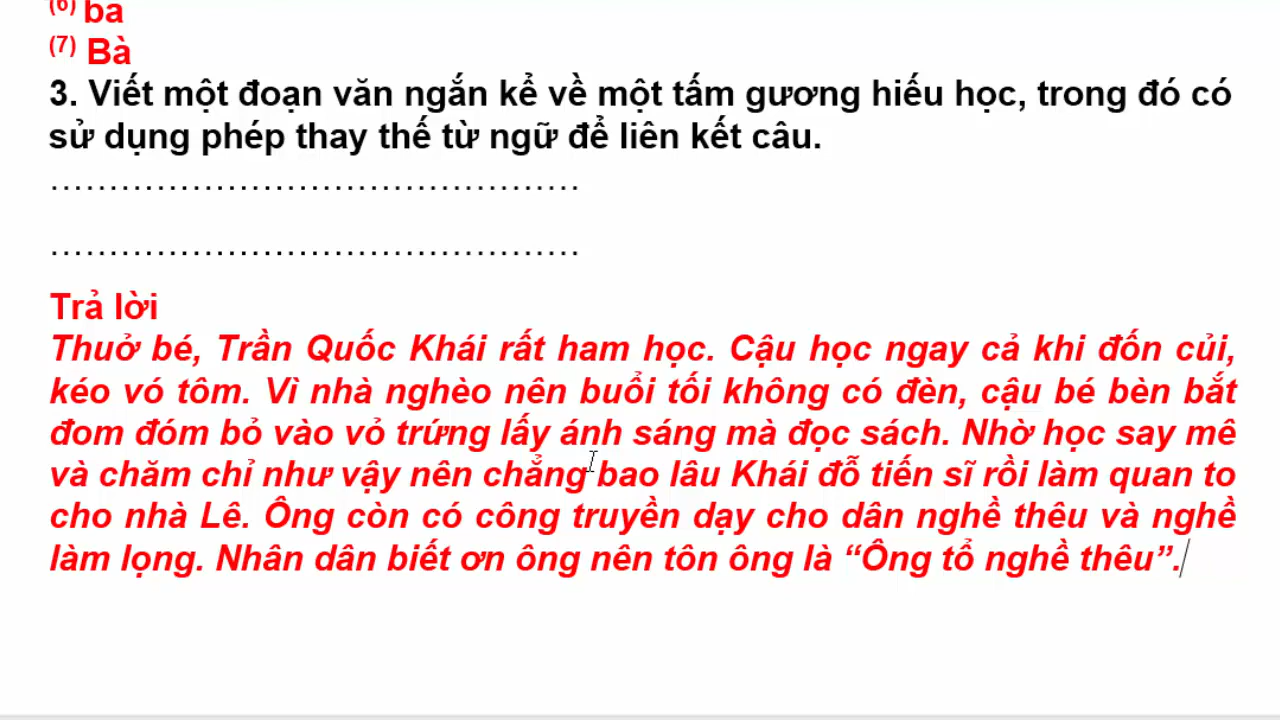 (6) ba
(7) Bà
3. Viết một đoạn văn ngắn kể về một tấm gương hiếu học, trong đó có
sử dụng phép thay thế từ ngữ để liên kết câu.
.............................................
.............................................
Trả lời
Thuở bé, Trần Quốc Khái rất ham học. Cậu học ngay cả khi đốn củi,
kéo vó tôm. Vì nhà nghèo nên buổi tối không có đèn, cậu bé bèn bắt
đom đóm bỏ vào vỏ trứng lấy ánh sáng mà đọc sách. Nhờ học say mê
và chăm chỉ như vậy nên chẳng bao lâu Khái đỗ tiến sĩ rồi làm quan to
cho nhà Lê. Ông còn có công truyền dạy cho dân nghề thêu và nghề
làm lọng. Nhân dân biết ơn ông nên tôn ông là “Ông tổ nghề thêu”.